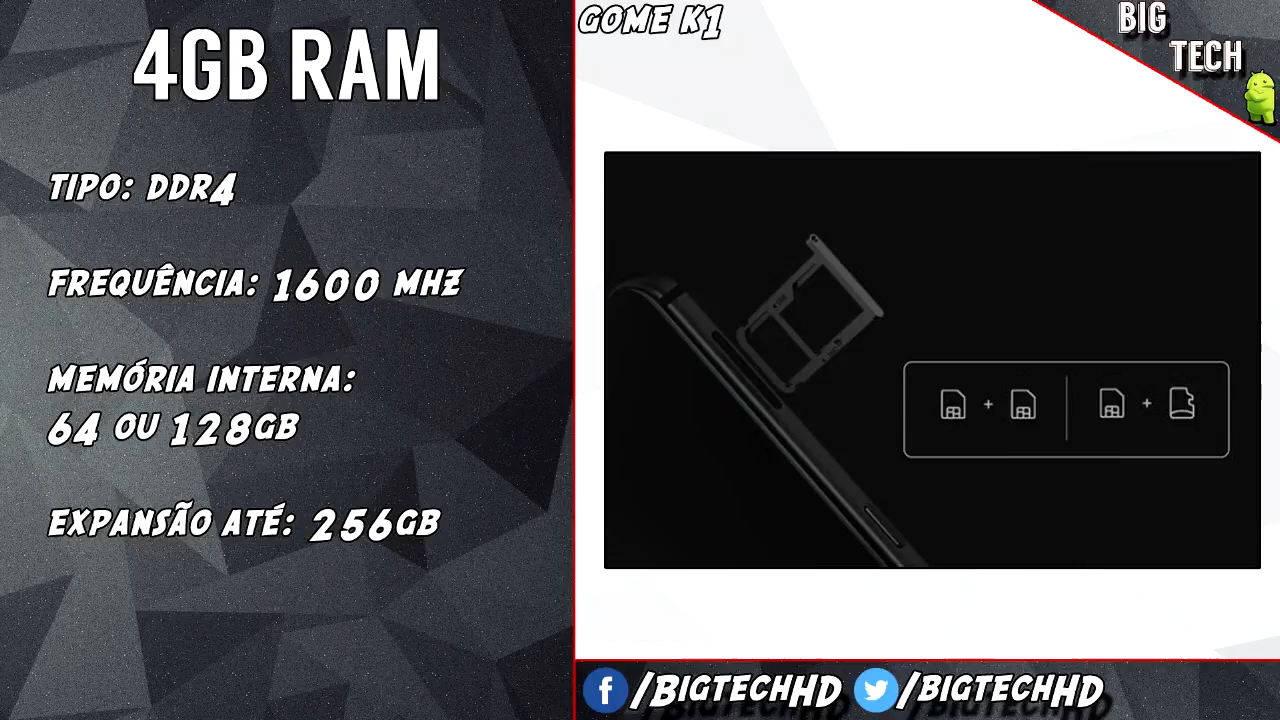 4GB RAM
TIPO: DDR4
FREQUÊNCIA: 1600 MHZ
MEMÓRIA INTERNA:
64 OU 128GB
EXPANSÃO ATÉ: 256GB
GOME K1
BIG
TECH
+
+
/BIGTECHHD
/BIGTECHHD